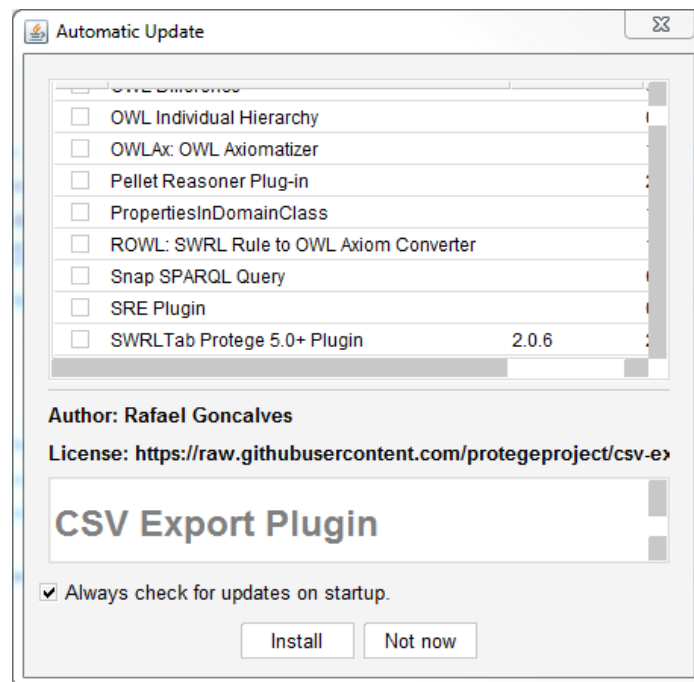 Automatic Update
OWL Difference
OWL Individual Hierarchy
OWLAx: OWL Axiomatizer
Pellet Reasoner Plug-in
PropertiesInDomainClass
ROWL: SWRL Rule to OWL Axiom Converter
Snap SPARQL Query
SRE Plugin
SWRLTab Protege 5.0+ Plugin 2.0.6
Author: Rafael Goncalves
License: https://raw.githubusercontent.com/protegeproject/csv-ex
CSV Export Plugin
Always check for updates on startup.
Install Not now